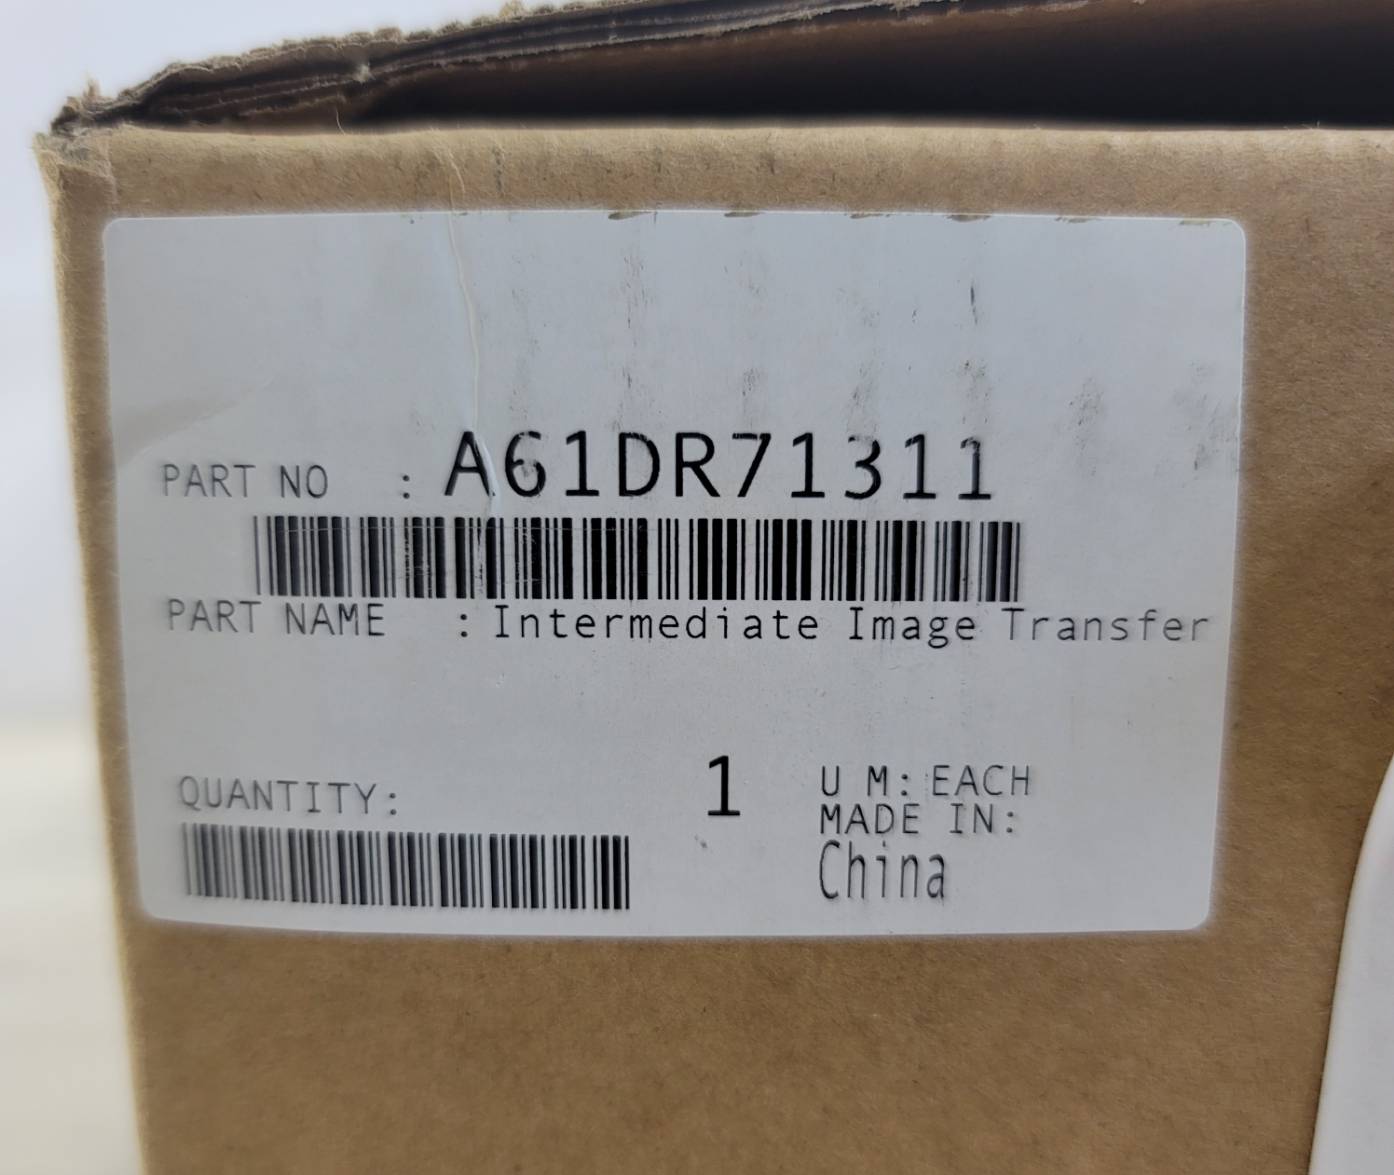 PART NO : A61DR71311
PART NAME : Intermediate Image Transfer
QUANTITY: 1 U M: EACH
MADE IN:
China